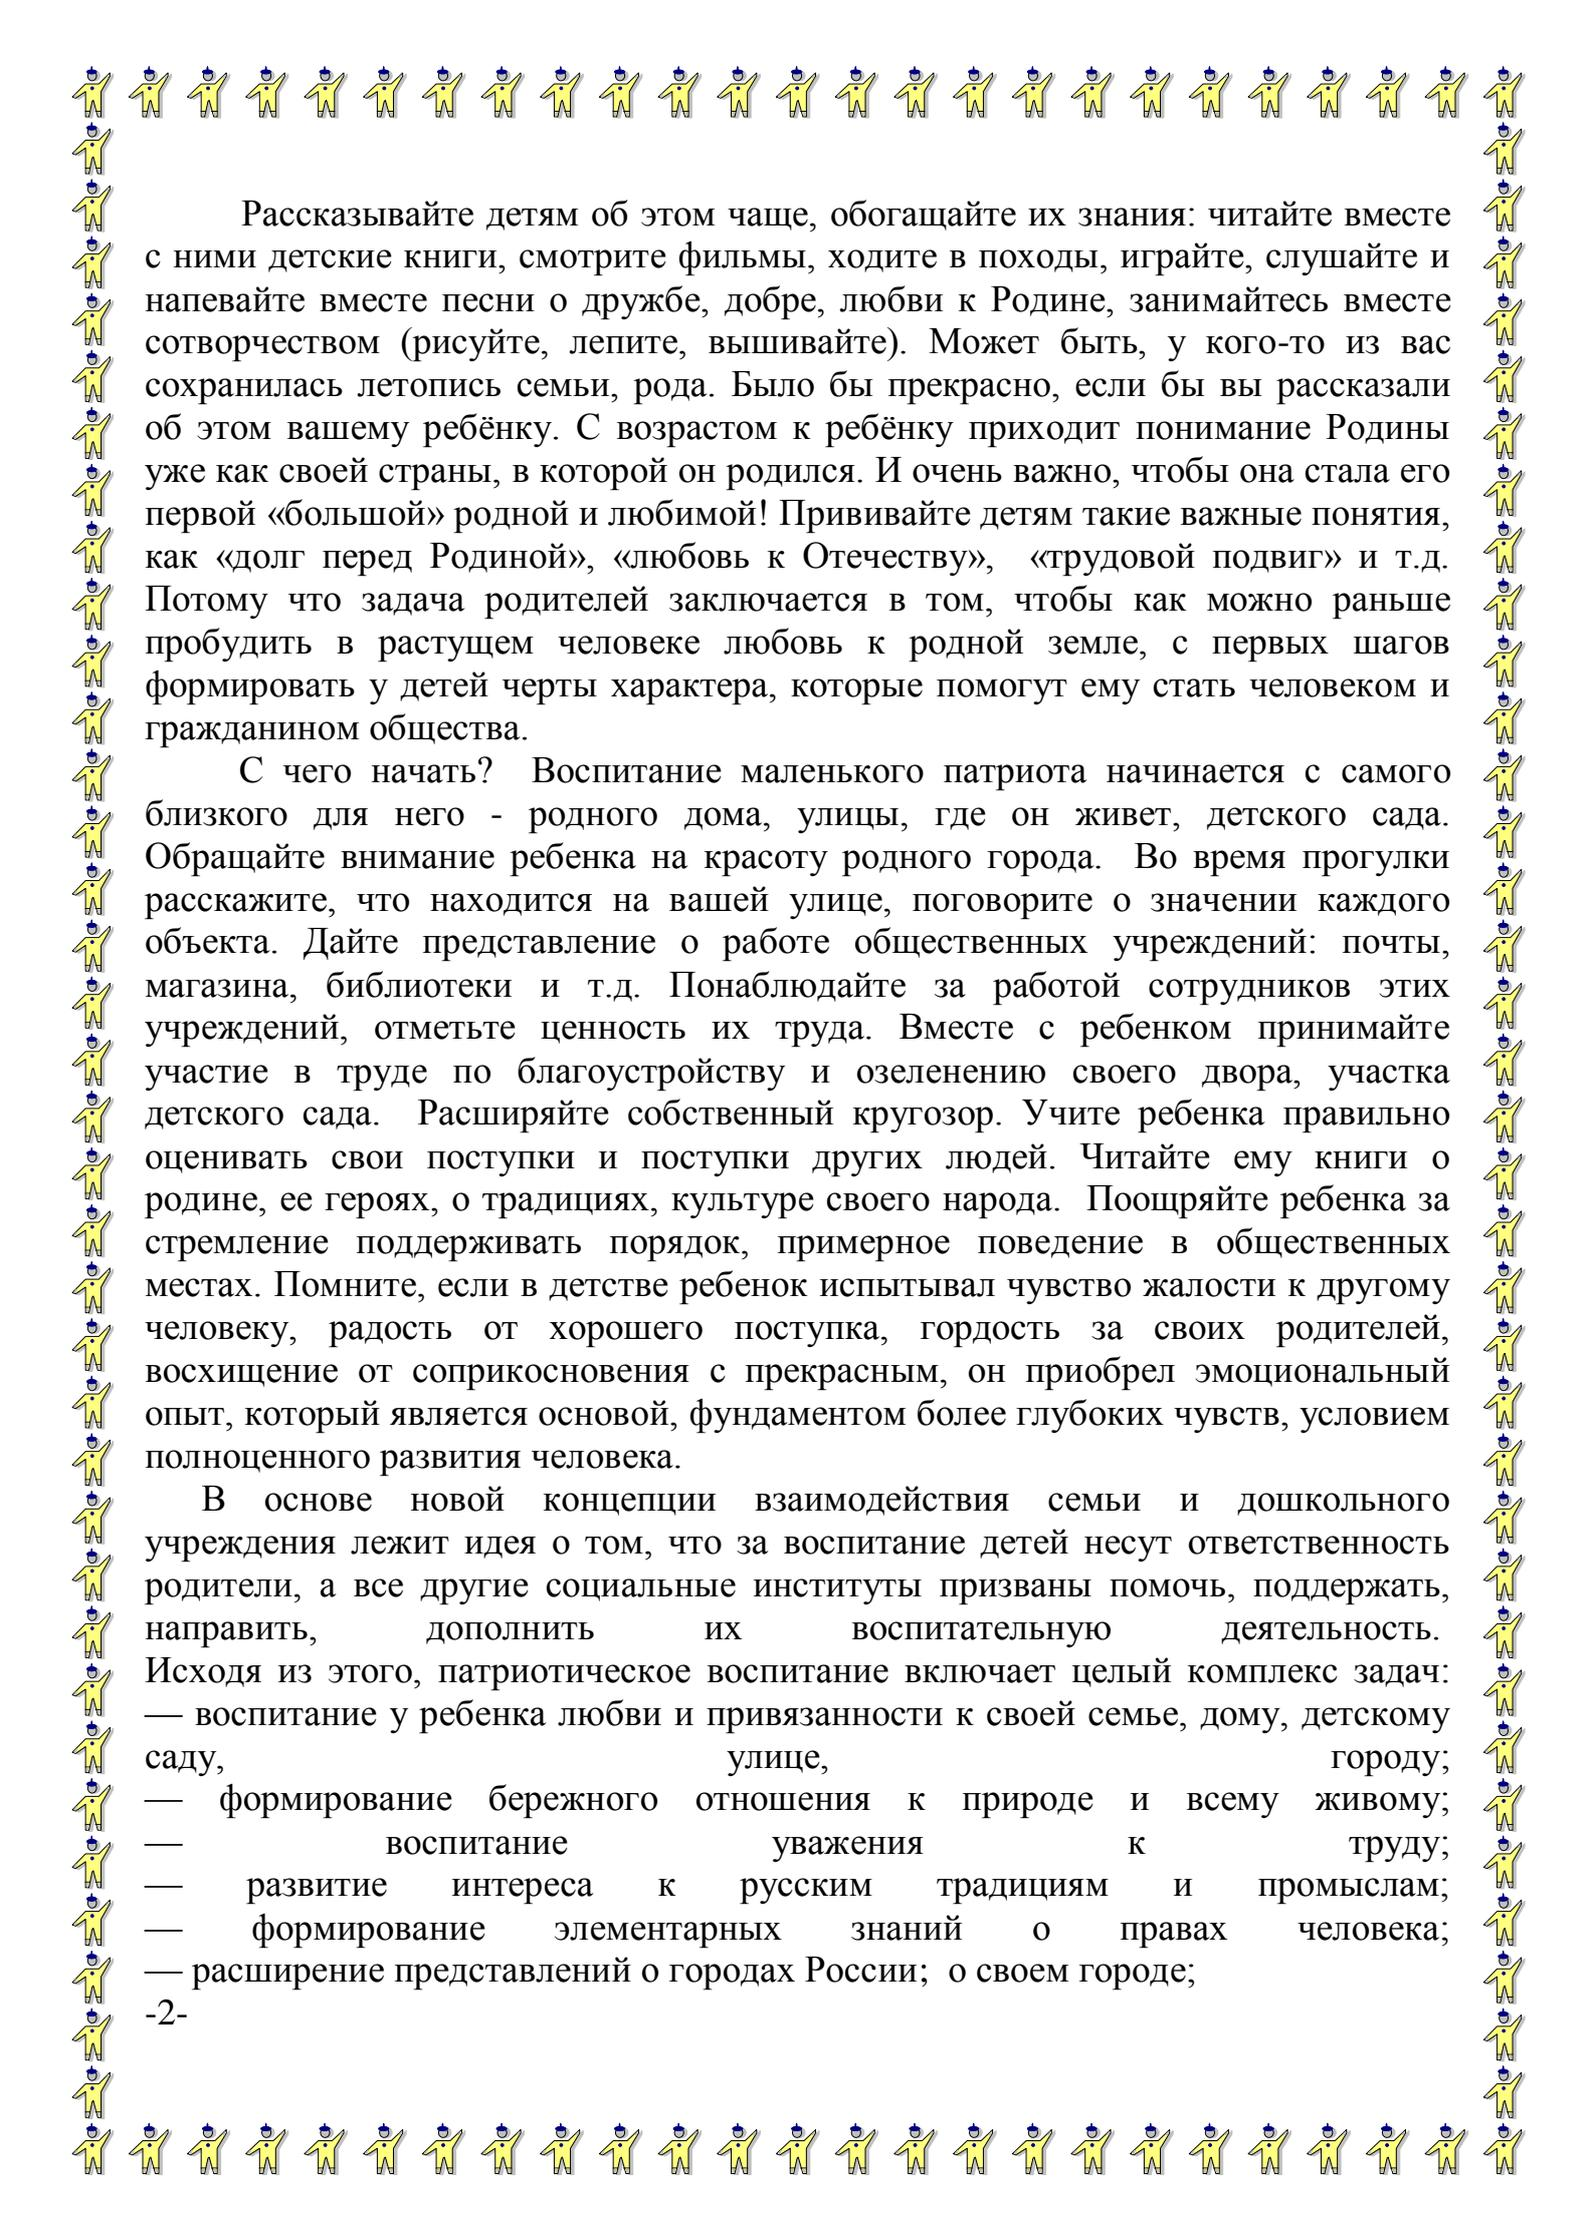 Рассказывайте детям об этом чаще, обогащайте их знания: читайте вместе
с ними детские книги, смотрите фильмы, ходите в походы, играйте, слушайте и
напевайте вместе песни о дружбе, добре, любви к Родине, занимайтесь вместе
сотворчеством (рисуйте, лепите, вышивайте). Может быть, у кого-то из вас
сохранилась летопись семьи, рода. Было бы прекрасно, если бы вы рассказали
об этом вашему ребёнку. С возрастом к ребёнку приходит понимание Родины
уже как своей страны, в которой он родился. И очень важно, чтобы она стала его
первой «большой» родной и любимой! Прививайте детям такие важные понятия,
как «долг перед Родиной», «любовь к Отечеству», «трудовой подвиг» и т.д.
Потому что задача родителей заключается в том, чтобы как можно раньше
пробудить в растущем человеке любовь к родной земле, с первых шагов
формировать у детей черты характера, которые помогут ему стать человеком и
гражданином общества.
С чего начать? Воспитание маленького патриота начинается с самого
близкого для него - родного дома, улицы, где он живет, детского сада.
Обращайте внимание ребенка на красоту родного города. Во время прогулки
расскажите, что находится на вашей улице, поговорите о значении каждого
объекта. Дайте представление о работе общественных учреждений: почты,
магазина, библиотеки и т.д. Понаблюдайте за работой сотрудников этих
учреждений, отметьте ценность их труда. Вместе с ребенком принимайте
участие в труде по благоустройству и озеленению своего двора, участка
детского сада. Расширяйте собственный кругозор. Учите ребенка правильно
оценивать свои поступки и поступки других людей. Читайте ему книги о
родине, ее героях, о традициях, культуре своего народа. Поощряйте ребенка за
стремление поддерживать порядок, примерное поведение в общественных
местах. Помните, если в детстве ребенок испытывал чувство жалости к другому
человеку, радость от хорошего поступка, гордость за своих родителей,
восхищение от соприкосновения с прекрасным, он приобрел эмоциональный
опыт, который является основой, фундаментом более глубоких чувств, условием
полноценного развития человека.
В основе новой концепции взаимодействия семьи и дошкольного
учреждения лежит идея о том, что за воспитание детей несут ответственность
родители, а все другие социальные институты призваны помочь, поддержать,
направить, дополнить их воспитательную деятельность.
Исходя из этого, патриотическое воспитание включает целый комплекс задач:
— воспитание у ребенка любви и привязанности к своей семье, дому, детскому
саду, улице, городу;
— формирование бережного отношения к природе и всему живому;
— воспитание уважения к труду;
— развитие интереса к русским традициям и промыслам;
— формирование элементарных знаний о правах человека;
— расширение представлений о городах России; о своем городе;
-2-